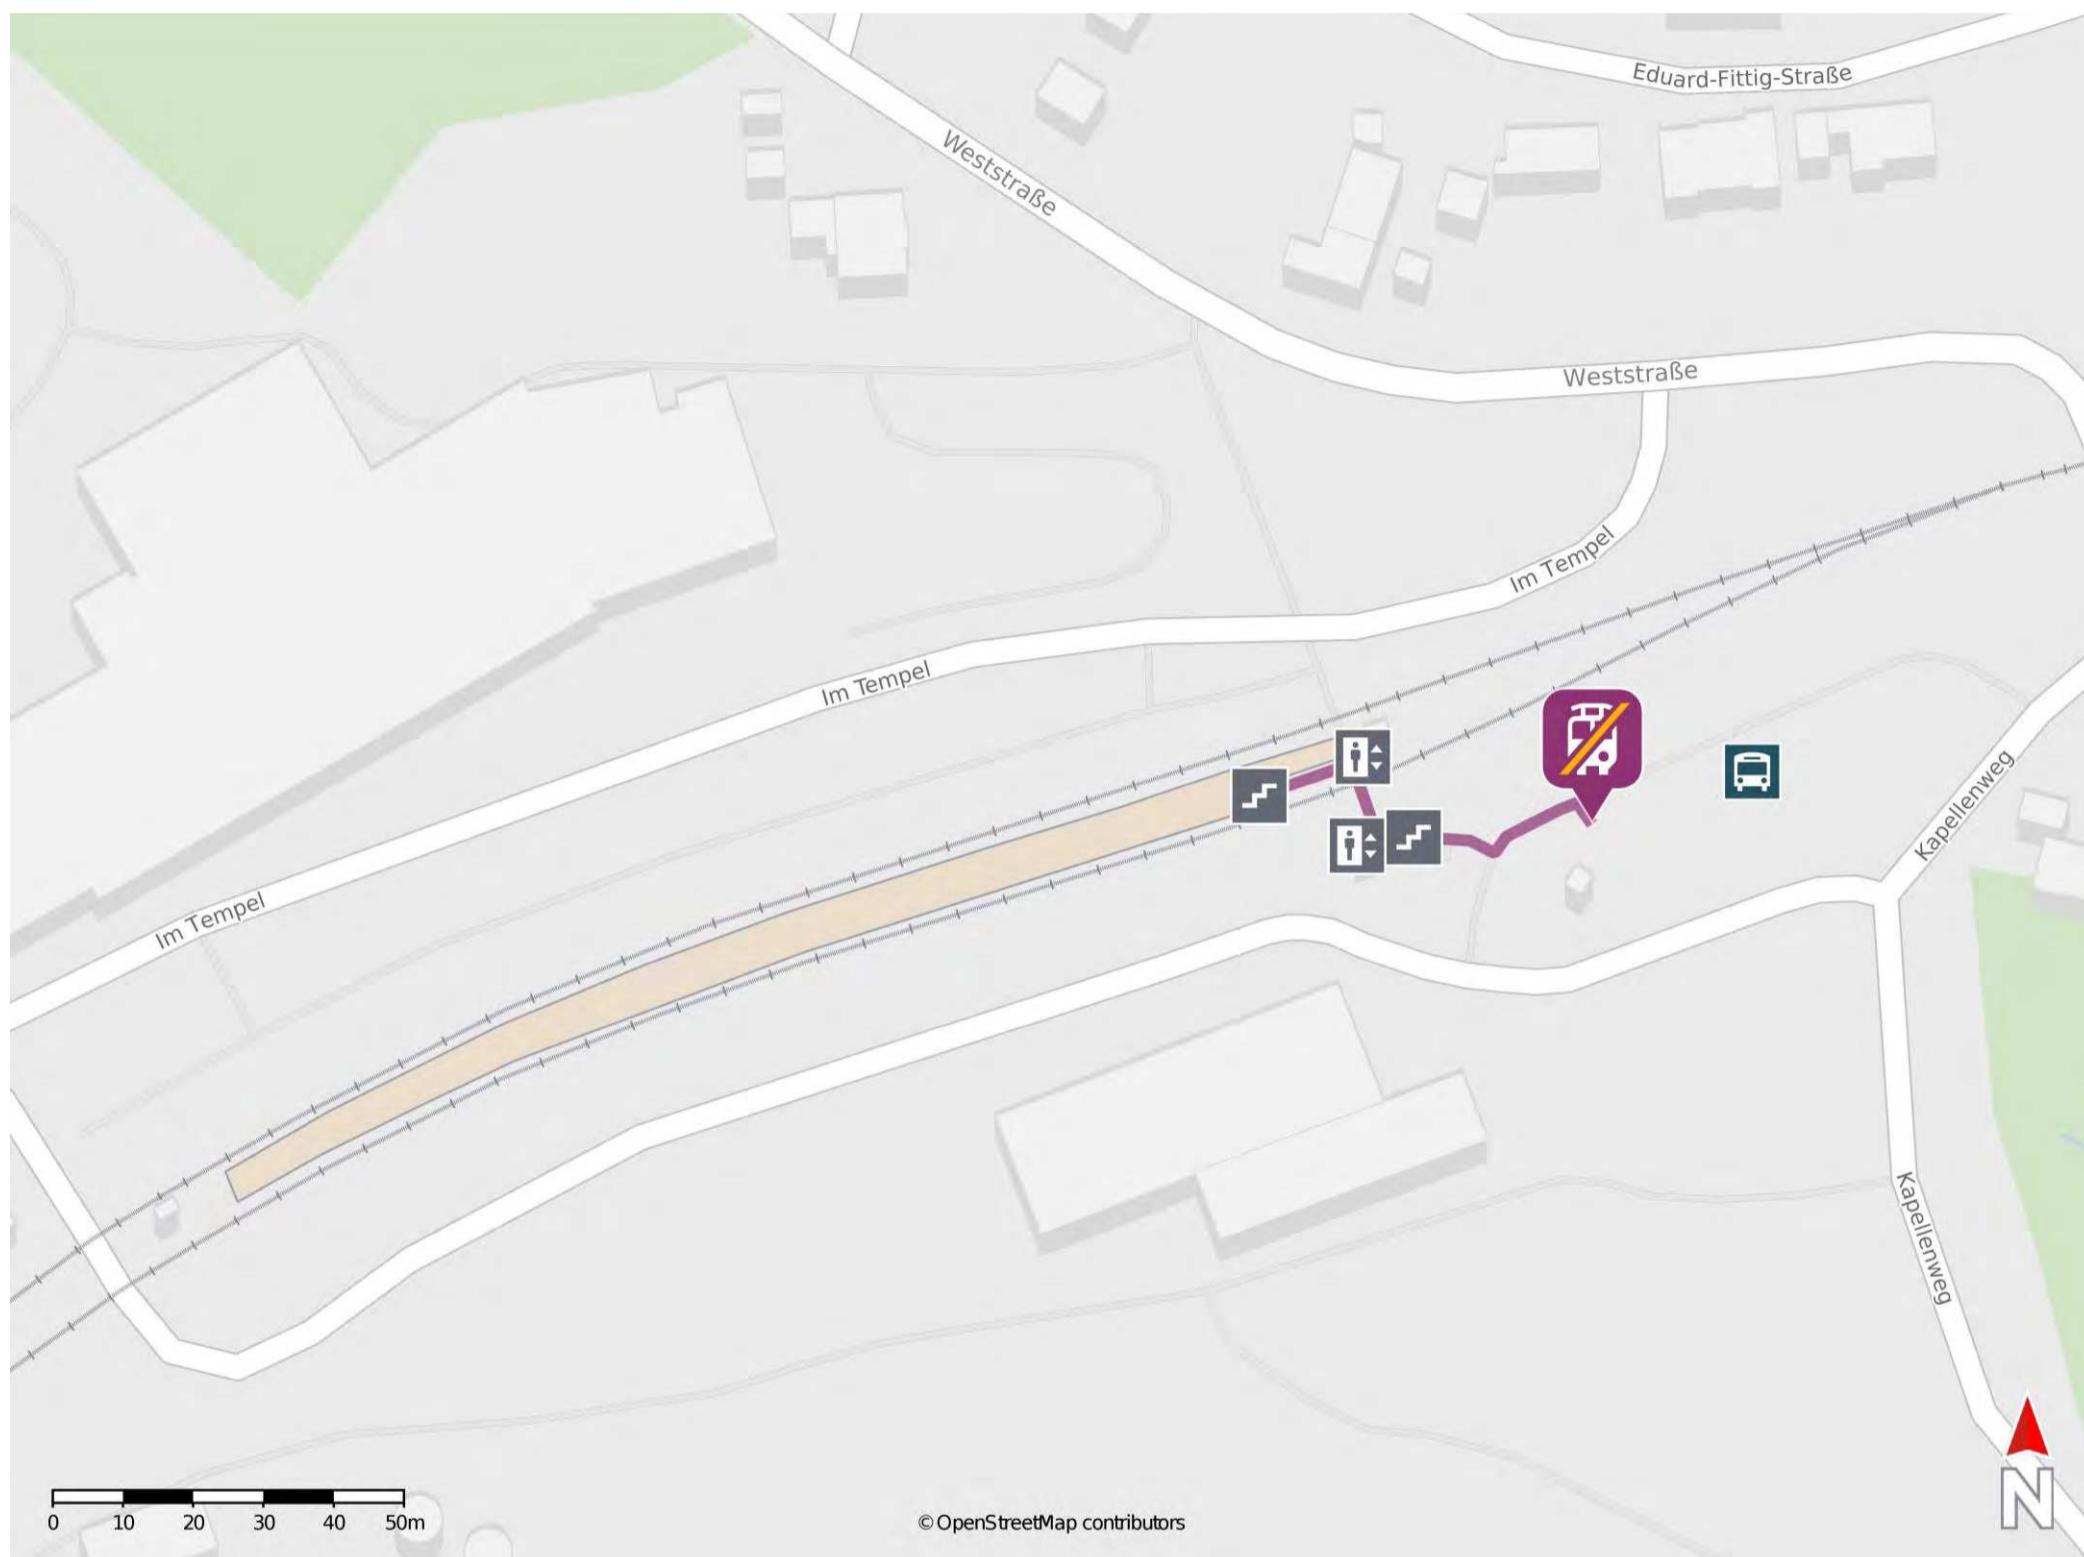 Eduard-Fittig-Straße
Weststraße
Weststraße
Im Tempel
Im Tempel
Kapellenweg
Im Tempel
Kapellenweg
N
0 10 20 30 40 50m
© OpenStreetMap contributors